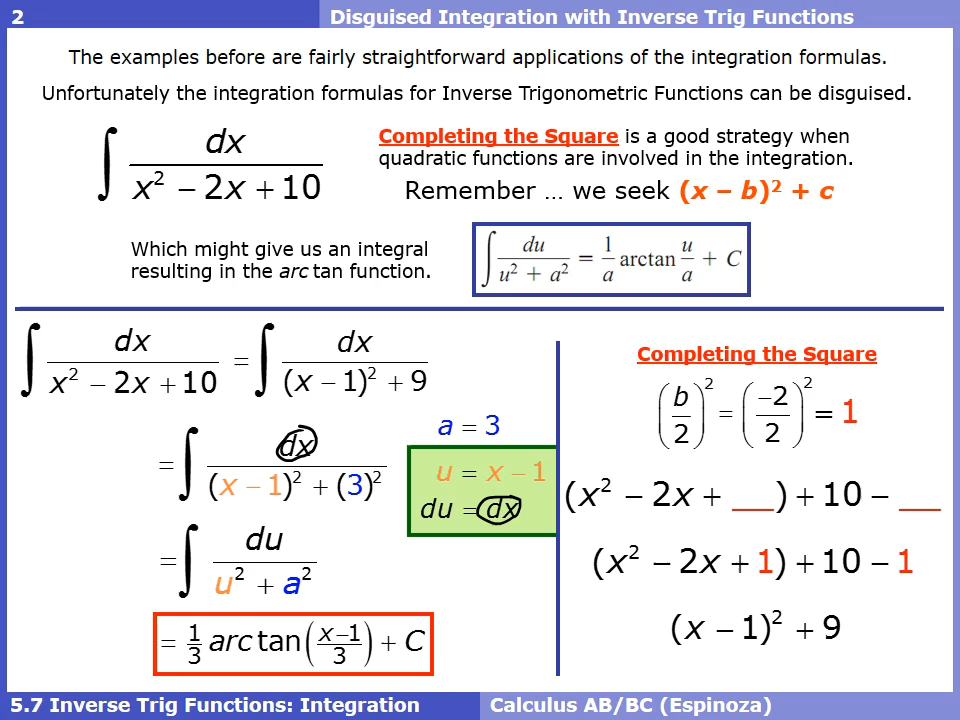 2 Disguised Integration with Inverse Trig Functions
The examples before are fairly straightforward applications of the integration formulas.
Unfortunately the integration formulas for Inverse Trigonometric Functions can be disguised.
∫ dx / (x² − 2x + 10)
Completing the Square is a good strategy when
quadratic functions are involved in the integration.
Remember … we seek (x – b)² + c
Which might give us an integral
resulting in the arc tan function.
∫ du / (u² + a²) = 1/a arctan u/a + C
∫ dx / (x² − 2x + 10) = ∫ dx / ((x − 1)² + 9)
= ∫ dx / ((x − 1)² + (3)²)
a = 3
u = x − 1
du = dx
= ∫ du / (u² + a²)
= 1/3 arc tan (x−1 / 3) + C
Completing the Square
(b/2)² = (−2/2)² = 1
(x² − 2x + __) + 10 − __
(x² − 2x + 1) + 10 − 1
(x − 1)² + 9
5.7 Inverse Trig Functions: Integration Calculus AB/BC (Espinoza)